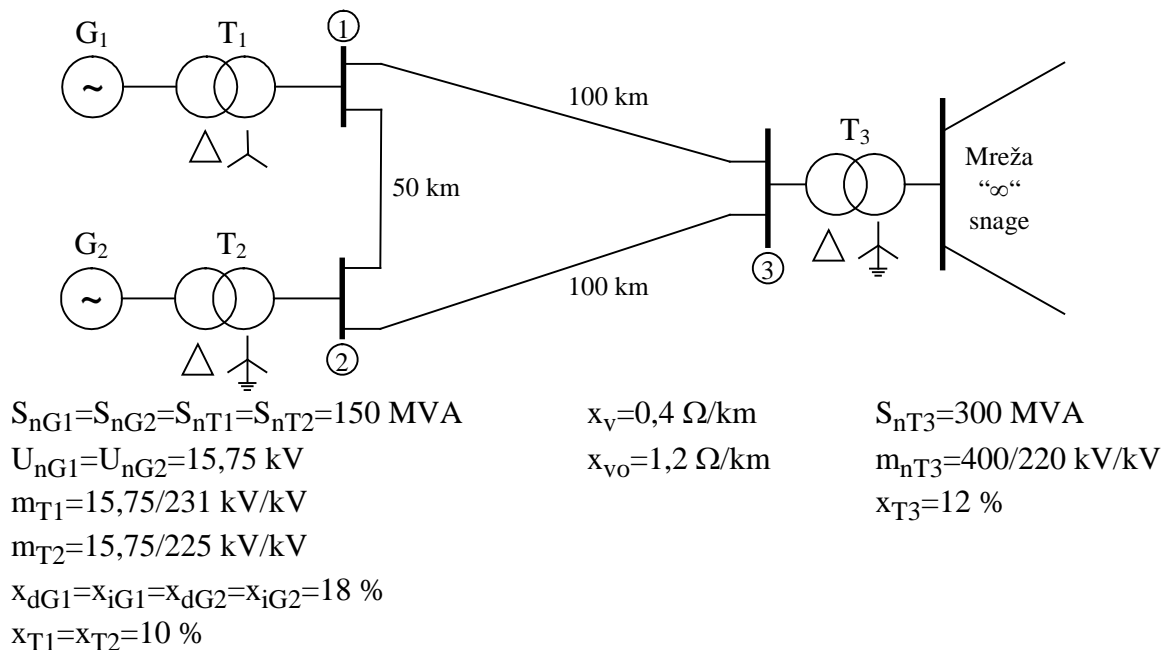 G1 T1 1
~
100 km
T3
Mreža
“∞“
snage
50 km
G2 T2
~
100 km
3
2
SnG1=SnG2=SnT1=SnT2=150 MVA xv=0,4 Ω/km SnT3=300 MVA
UnG1=UnG2=15,75 kV xvo=1,2 Ω/km mnT3=400/220 kV/kV
mT1=15,75/231 kV/kV xT3=12 %
mT2=15,75/225 kV/kV
xdG1=xiG1=xdG2=xiG2=18 %
xT1=xT2=10 %